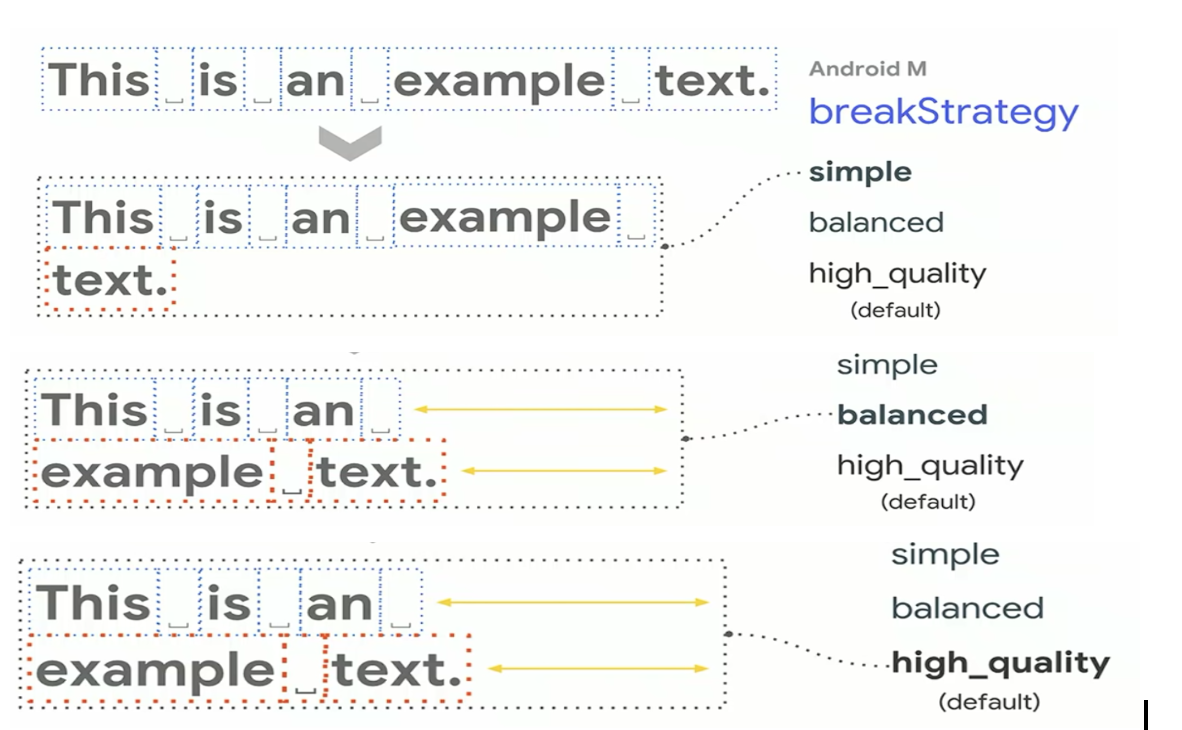 This ⎵ is ⎵ an ⎵ example ⎵ text.
Android M
breakStrategy
This ⎵ is ⎵ an ⎵ example ⎵
text.
simple
balanced
high_quality
(default)
This ⎵ is ⎵ an ⎵
example ⎵ text.
simple
balanced
high_quality
(default)
This ⎵ is ⎵ an ⎵
example ⎵ text.
simple
balanced
high_quality
(default)